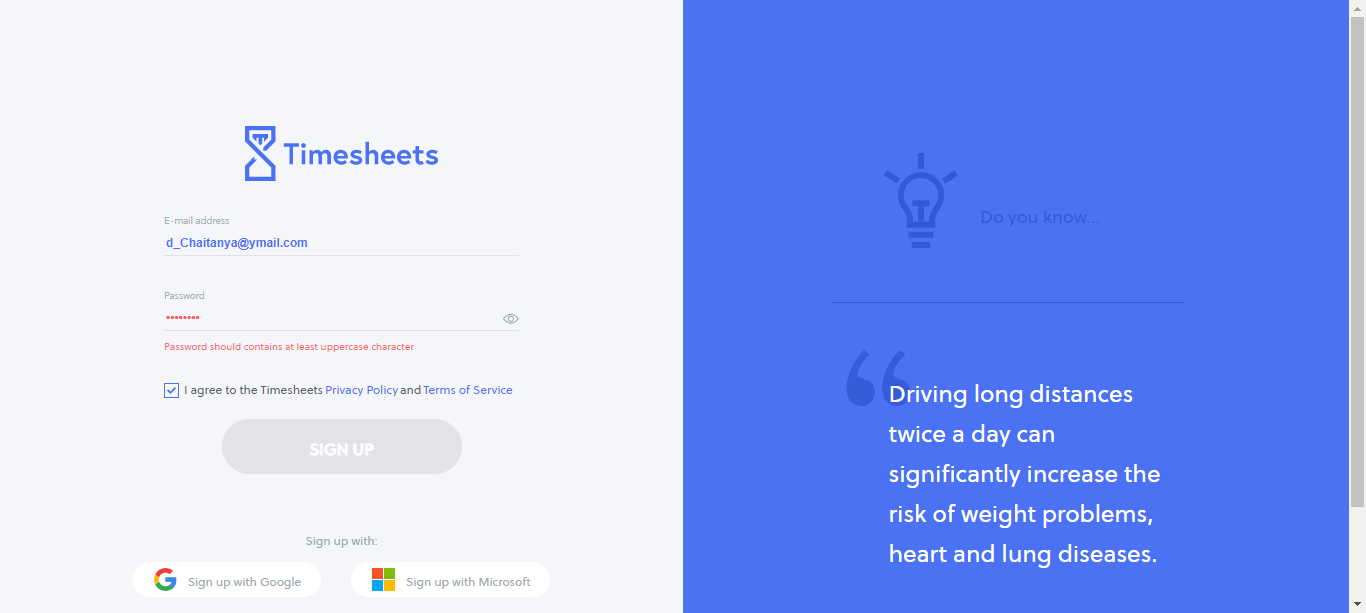 Timesheets
E-mail address
d_Chaitanya@ymail.com
Password
••••••••
Password should contains at least uppercase character
I agree to the Timesheets Privacy Policy and Terms of Service
SIGN UP
Sign up with:
Sign up with Google
Sign up with Microsoft
Do you know...
“
Driving long distances
twice a day can
significantly increase the
risk of weight problems,
heart and lung diseases.